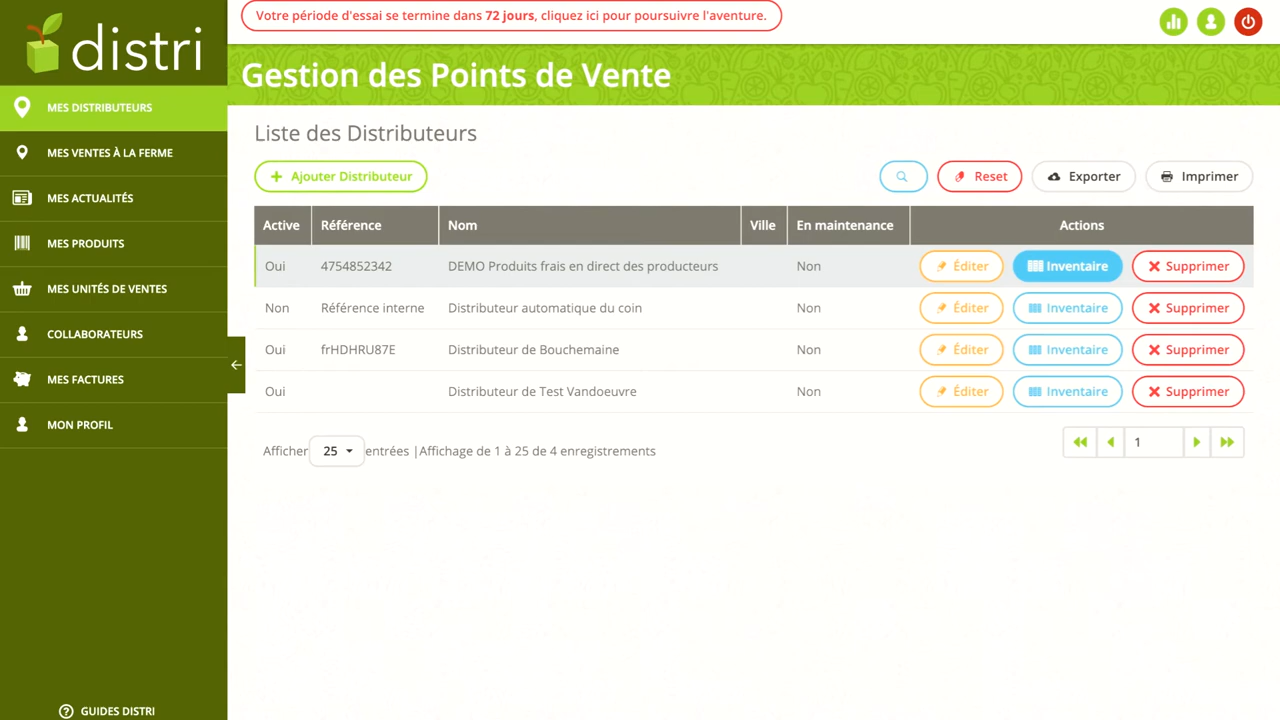 Votre période d'essai se termine dans 72 jours, cliquez ici pour poursuivre l'aventure.
distri
Gestion des Points de Vente
MES DISTRIBUTEURS
MES VENTES À LA FERME
MES ACTUALITÉS
MES PRODUITS
MES UNITÉS DE VENTES
COLLABORATEURS
MES FACTURES
MON PROFIL
GUIDES DISTRI
Liste des Distributeurs
Ajouter Distributeur
Reset
Exporter
Imprimer
Active Référence Nom Ville En maintenance Actions
Oui 4754852342 DEMO Produits frais en direct des producteurs Non Éditer Inventaire Supprimer
Non Référence interne Distributeur automatique du coin Non Éditer Inventaire Supprimer
Oui frHDHRU87E Distributeur de Bouchemaine Non Éditer Inventaire Supprimer
Oui Distributeur de Test Vandoeuvre Non Éditer Inventaire Supprimer
Afficher 25 entrées |Affichage de 1 à 25 de 4 enregistrements
1